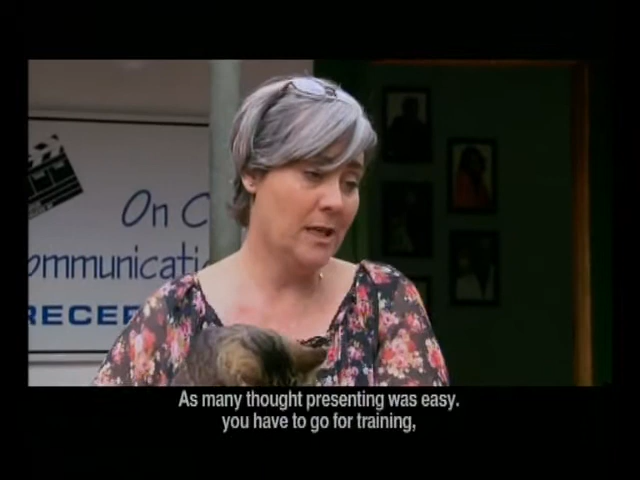 On C
ommunicati
RECEP
As many thought presenting was easy.
you have to go for training,